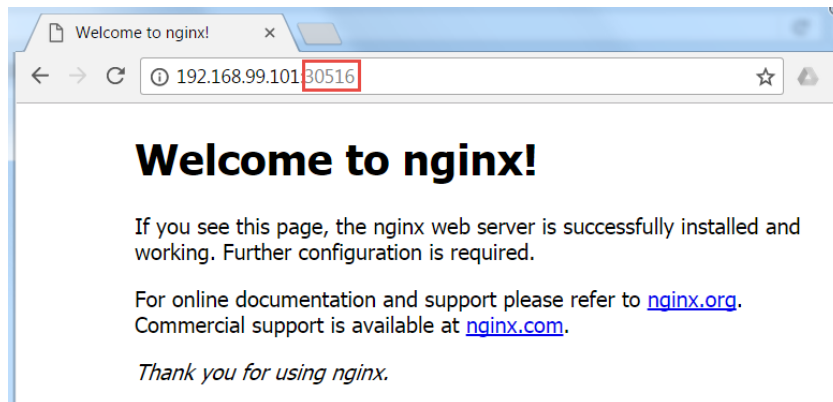 Welcome to nginx!
192.168.99.101:30516
Welcome to nginx!
If you see this page, the nginx web server is successfully installed and
working. Further configuration is required.
For online documentation and support please refer to nginx.org.
Commercial support is available at nginx.com.
Thank you for using nginx.